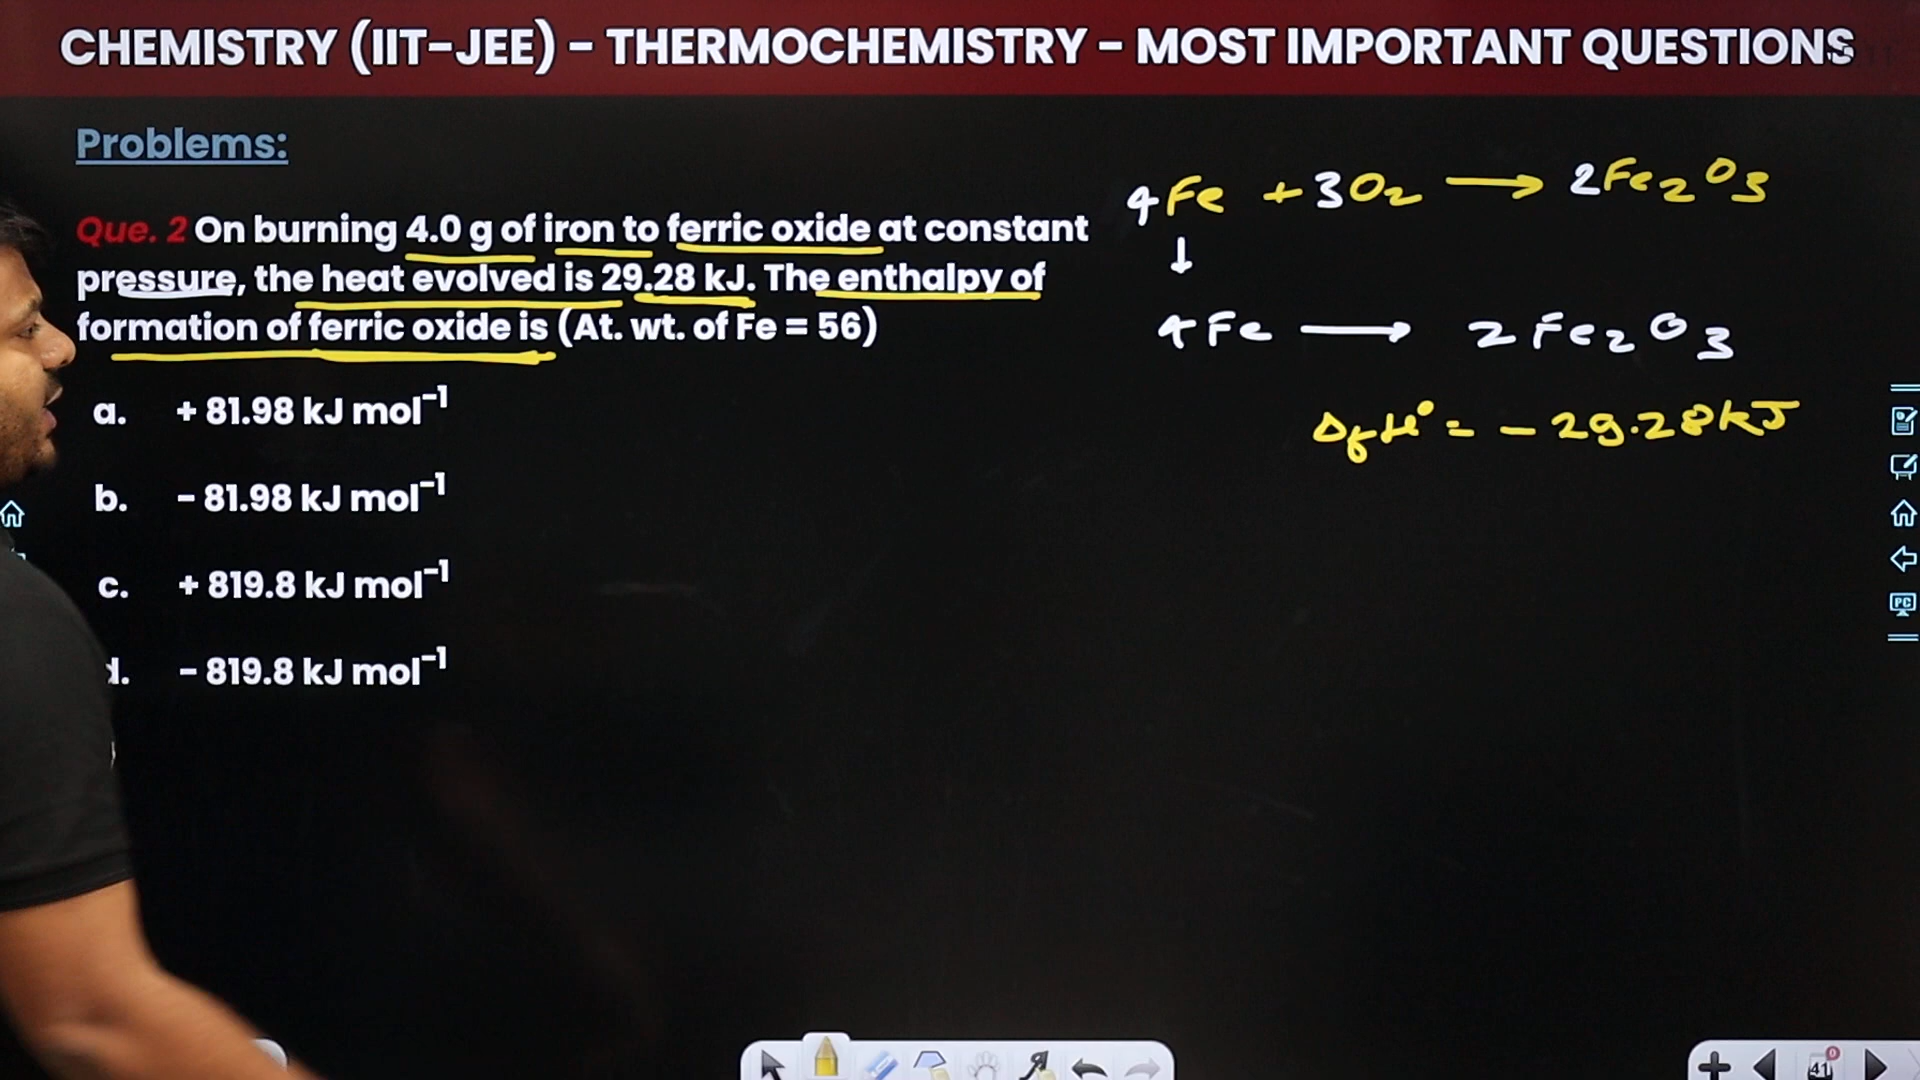 CHEMISTRY (IIT-JEE) - THERMOCHEMISTRY - MOST IMPORTANT QUESTIONS
Problems:
Que. 2 On burning 4.0 g of iron to ferric oxide at constant
pressure, the heat evolved is 29.28 kJ. The enthalpy of
formation of ferric oxide is (At. wt. of Fe = 56)
a. + 81.98 kJ mol⁻¹
b. - 81.98 kJ mol⁻¹
c. + 819.8 kJ mol⁻¹
d. - 819.8 kJ mol⁻¹
4Fe + 3O₂ → 2Fe₂O₃
↓
4Fe → 2Fe₂O₃
ΔfH° = - 29.28kJ
PC
41
0